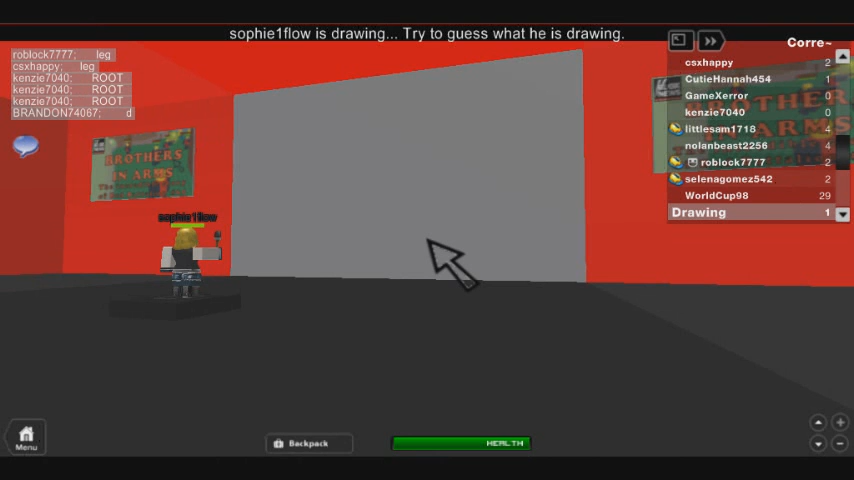 sophie1flow is drawing... Try to guess what he is drawing.
roblock7777; leg
csxhappy; leg
kenzie7040; ROOT
kenzie7040; ROOT
kenzie7040; ROOT
BRANDON74067; d
Corre~
csxhappy 2
CutieHannah454 1
GameXerror 0
kenzie7040 0
littlesam1718 4
nolanbeast2256 4
roblock7777 2
selenagomez542 2
WorldCup98 29
Drawing 1
BROTHERS
IN ARMS
BROTHERS
IN ARMS
sophie1flow
Menu
Backpack
HEALTH